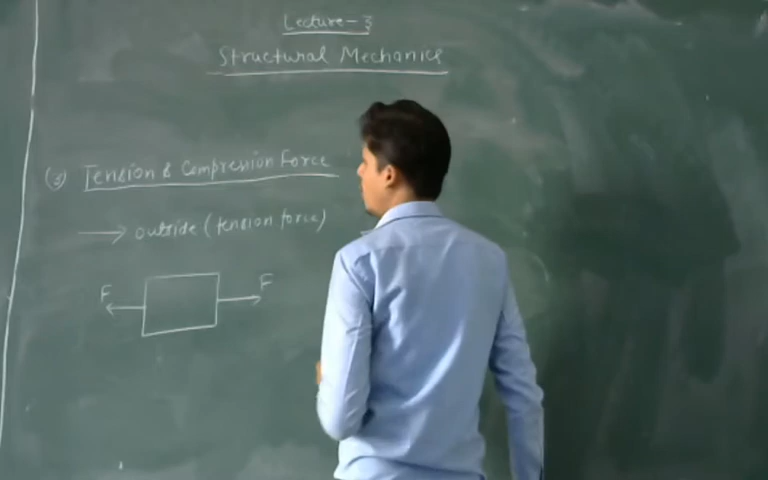 Lecture-3
Structural Mechanics
(3) Tension & Compression Force
→ outside (tension force)
F F